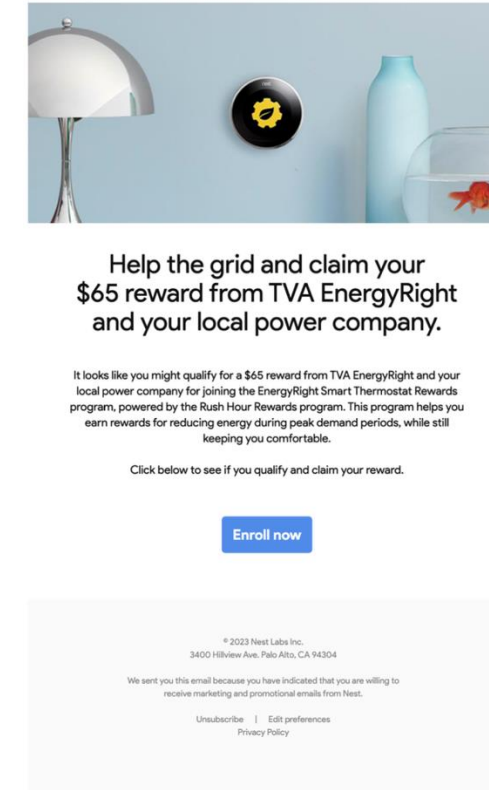 Help the grid and claim your
$65 reward from TVA EnergyRight
and your local power company.
It looks like you might qualify for a $65 reward from TVA EnergyRight and your
local power company for joining the EnergyRight Smart Thermostat Rewards
program, powered by the Rush Hour Rewards program. This program helps you
earn rewards for reducing energy during peak demand periods, while still
keeping you comfortable.
Click below to see if you qualify and claim your reward.
Enroll now
© 2023 Nest Labs Inc.
3400 Hillview Ave. Palo Alto, CA 94304
We sent you this email because you have indicated that you are willing to
receive marketing and promotional emails from Nest.
Unsubscribe | Edit preferences
Privacy Policy